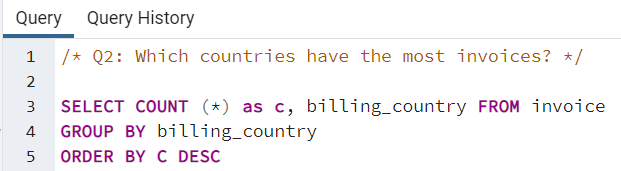 Query Query History
1 /* Q2: Which countries have the most invoices? */
2
3 SELECT COUNT (*) as c, billing_country FROM invoice
4 GROUP BY billing_country
5 ORDER BY C DESC